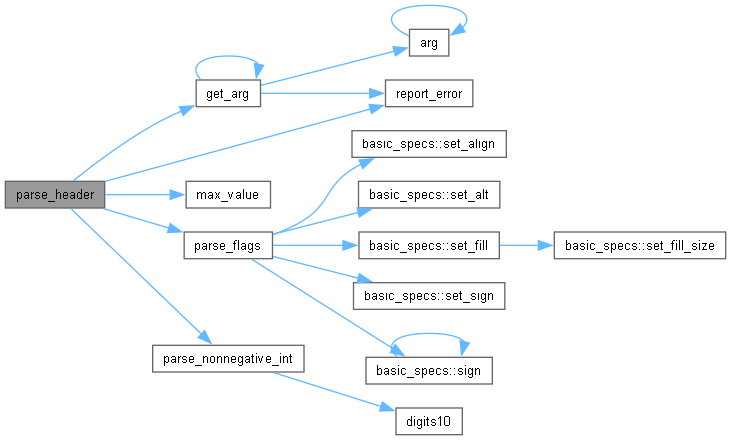 arg
get_arg
report_error
basic_specs::set_align
parse_header
max_value
basic_specs::set_alt
parse_flags
basic_specs::set_fill
basic_specs::set_fill_size
basic_specs::set_sign
parse_nonnegative_int
basic_specs::sign
digits10